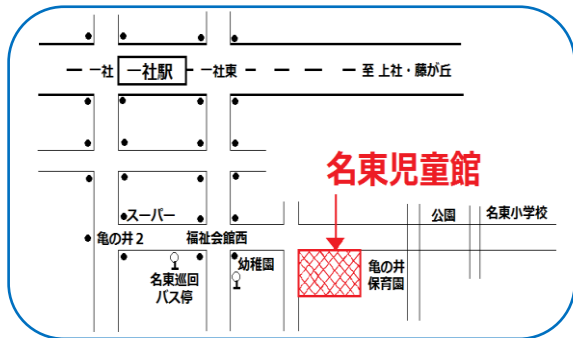 一社
一社駅
一社東
至 上社・藤が丘
名東児童館
スーパー
公園
名東小学校
亀の井2
福祉会館西
名東巡回
バス停
幼稚園
亀の井
保育園